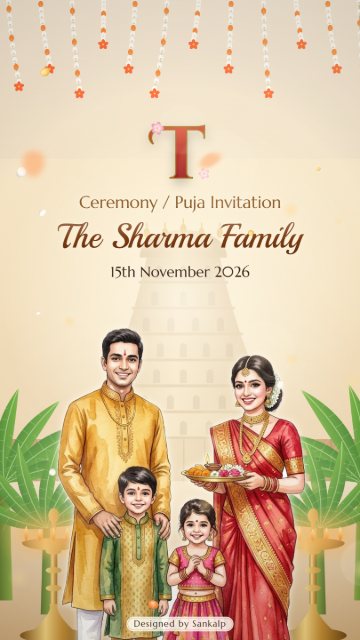 T
Ceremony / Puja Invitation
The Sharma Family
15th November 2026
Designed by Sankalp